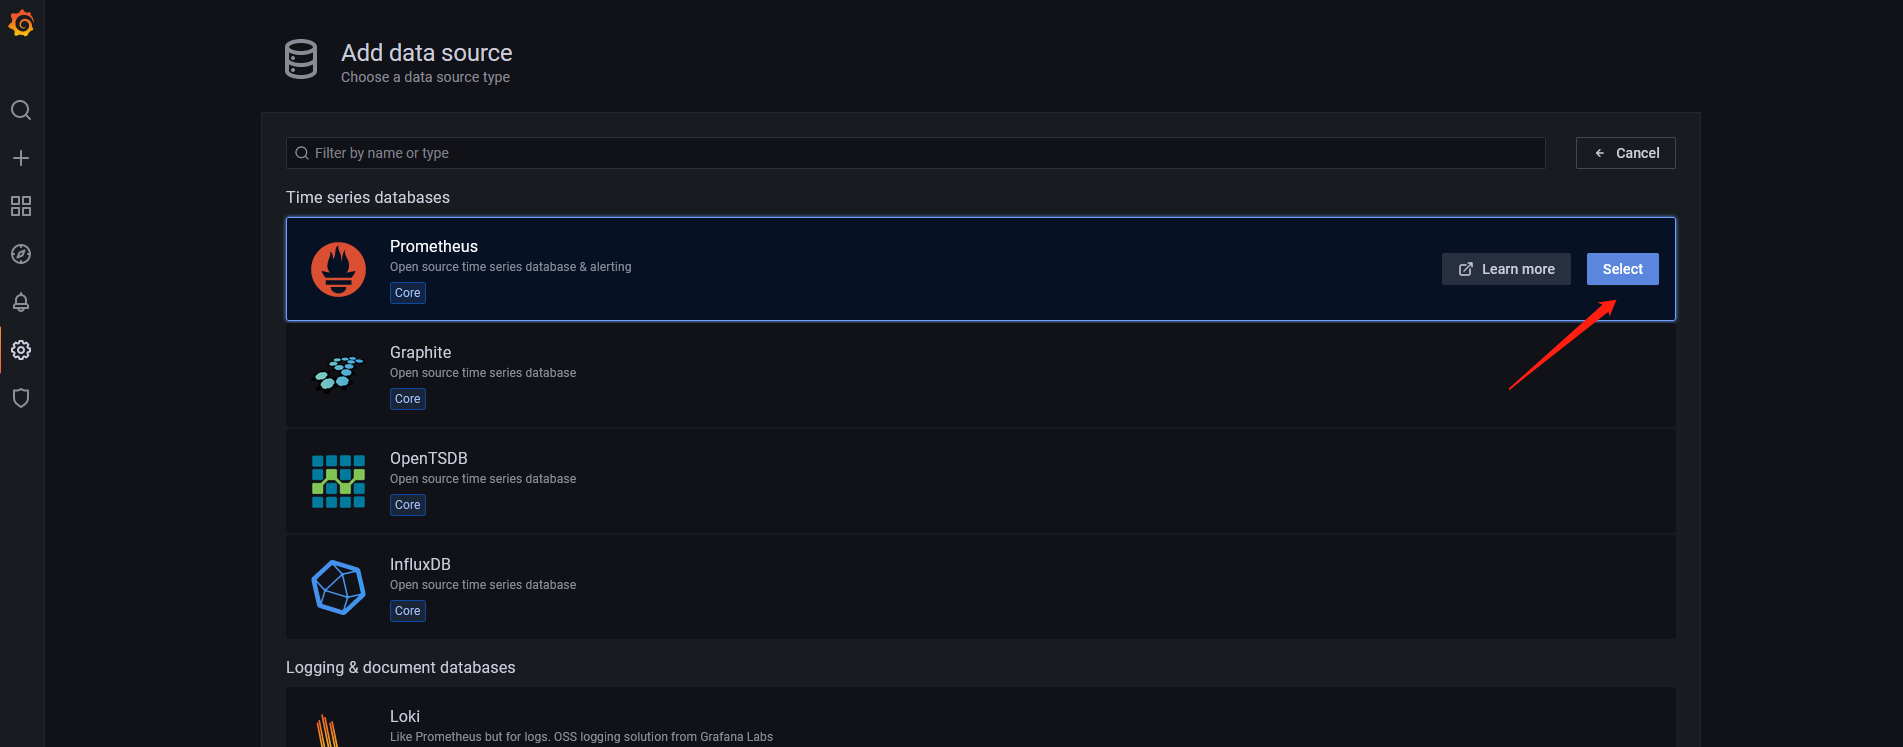 Add data source
Choose a data source type
Filter by name or type
Cancel
Time series databases
Prometheus
Open source time series database & alerting
Core
Learn more
Select
Graphite
Open source time series database
Core
OpenTSDB
Open source time series database
Core
InfluxDB
Open source time series database
Core
Logging & document databases
Loki
Like Prometheus but for logs. OSS logging solution from Grafana Labs